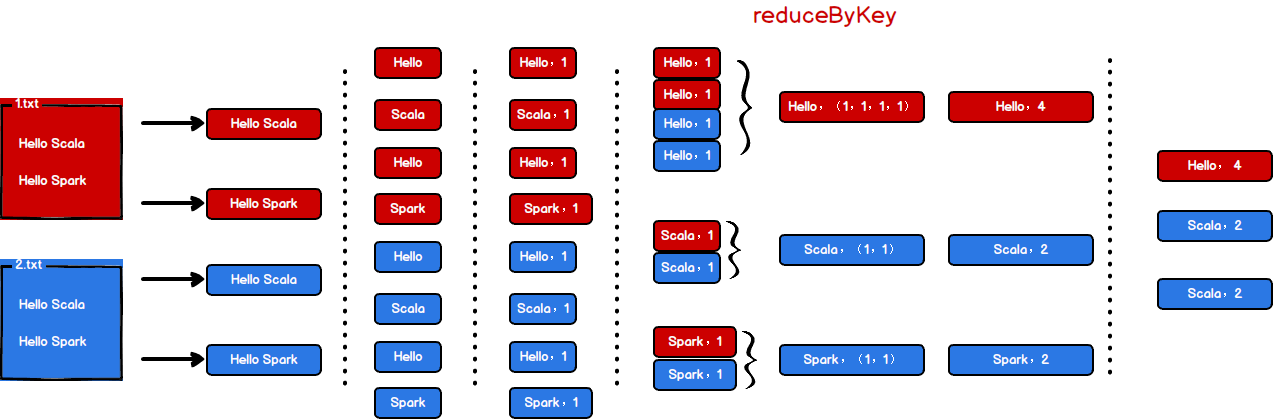 reduceByKey
1.txt
Hello Scala
Hello Spark
2.txt
Hello Scala
Hello Spark
Hello Scala
Hello Spark
Hello Scala
Hello Spark
Hello
Scala
Hello
Spark
Hello
Scala
Hello
Spark
Hello，1
Scala，1
Hello，1
Spark，1
Hello，1
Scala，1
Hello，1
Spark，1
Hello，1
Hello，1
Hello，1
Hello，1
Scala，1
Scala，1
Spark，1
Spark，1
Hello，（1，1，1，1）
Scala，（1，1）
Spark，（1，1）
Hello，4
Scala，2
Spark，2
Hello，4
Scala，2
Scala，2